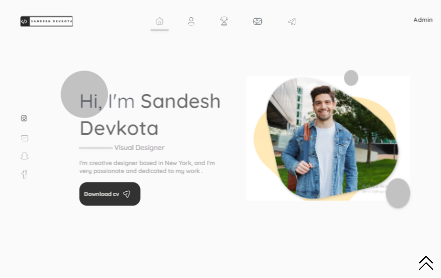 </> SANDESH DEVKOTA
Admin
Hi, I'm Sandesh
Devkota
Visual Designer
I'm creative designer based in New York, and I'm
very passionate and dedicated to my work .
Download cv